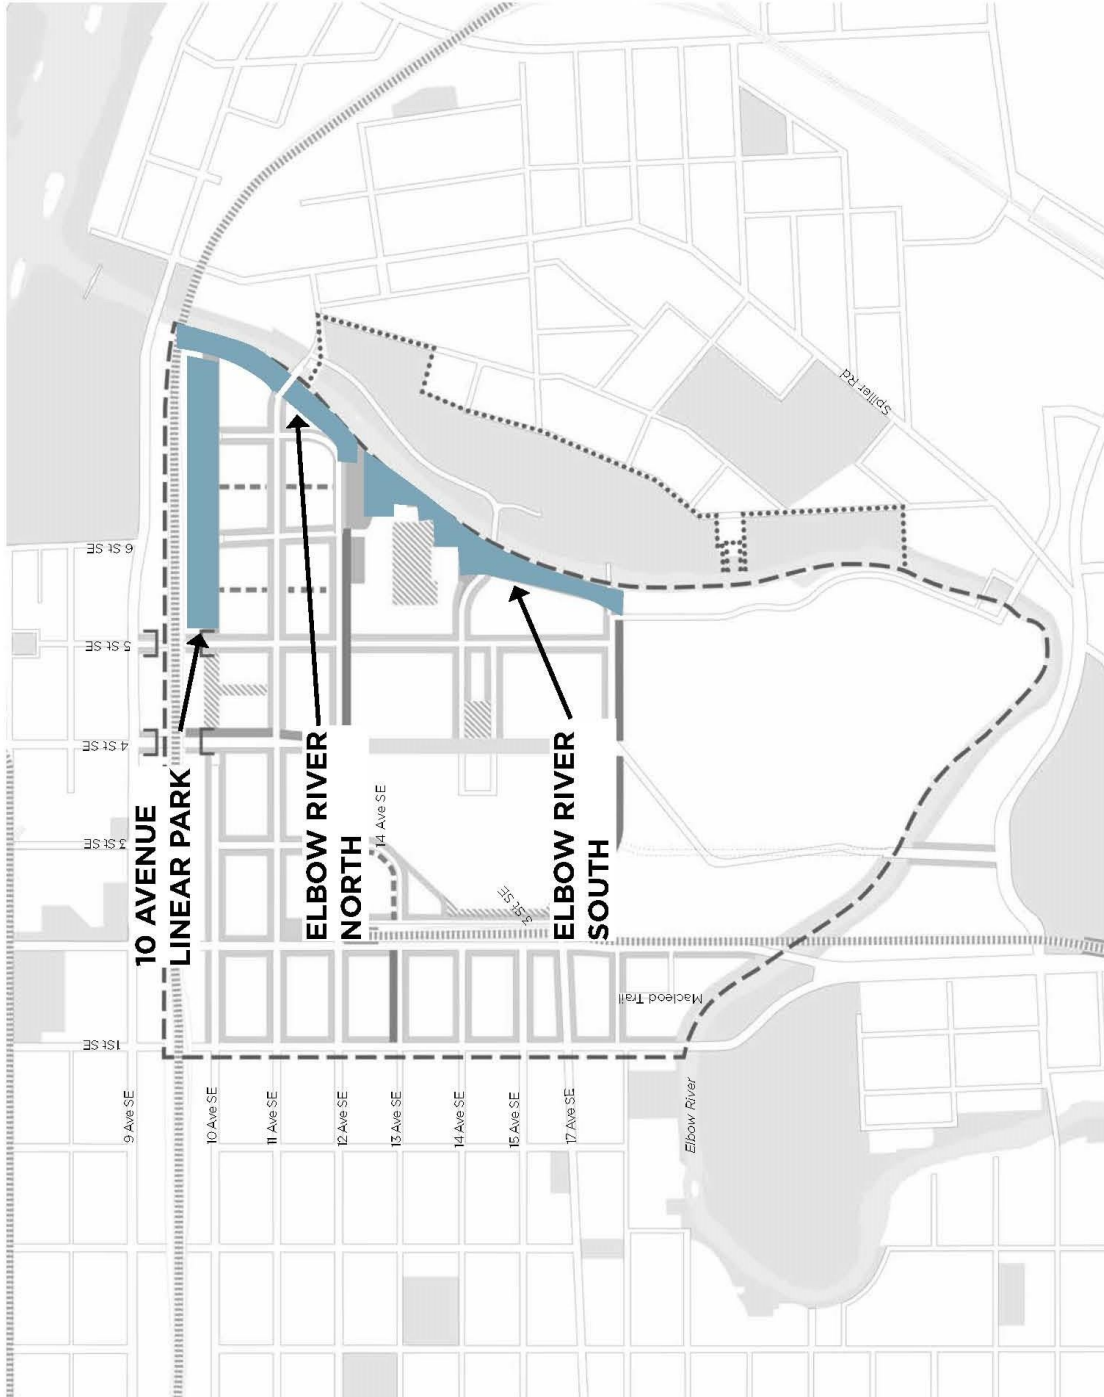 10 AVENUE
LINEAR PARK
ELBOW RIVER
NORTH
ELBOW RIVER
SOUTH
6 St SE
5 St SE
4 St SE
3 St SE
1St SE
14 Ave SE
3 St SE
Macleod Trail
Spiller Rd
9 Ave SE
10 Ave SE
11 Ave SE
12 Ave SE
13 Ave SE
14 Ave SE
15 Ave SE
17 Ave SE
Elbow River